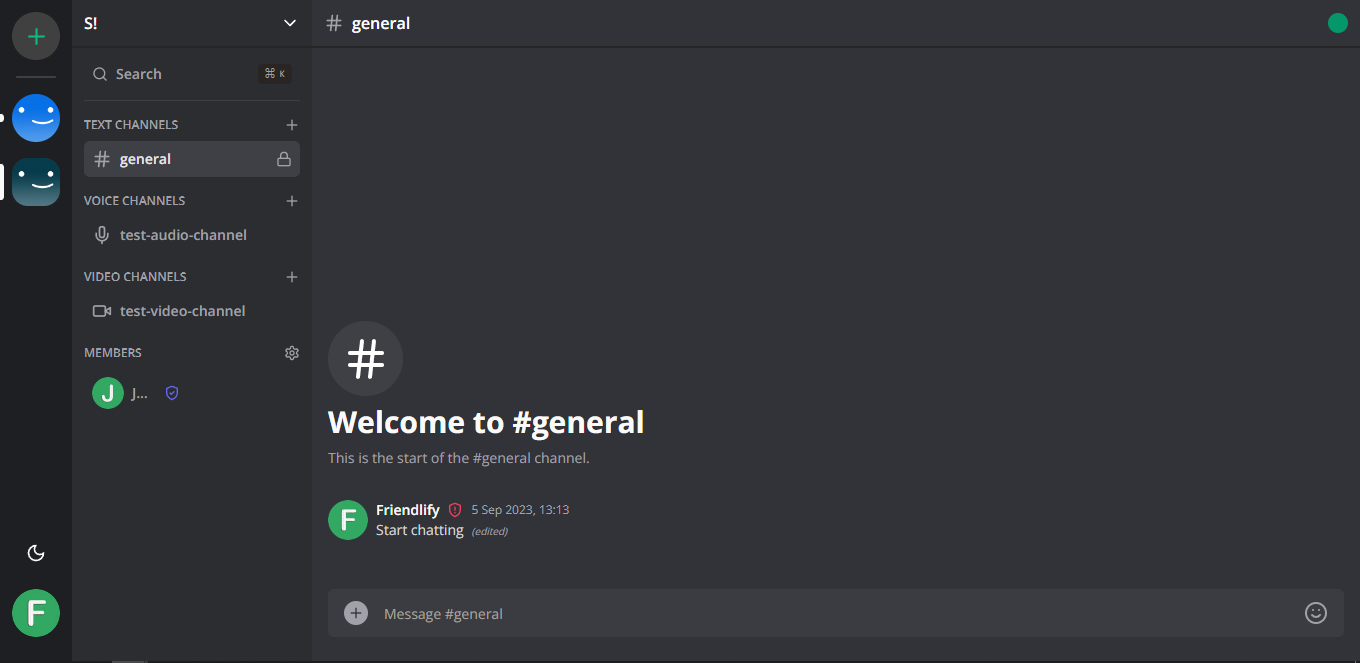 S!
# general
Search
⌘ K
TEXT CHANNELS
# general
VOICE CHANNELS
test-audio-channel
VIDEO CHANNELS
test-video-channel
MEMBERS
J
J...
F
#
Welcome to #general
This is the start of the #general channel.
F
Friendlify 5 Sep 2023, 13:13
Start chatting (edited)
Message #general